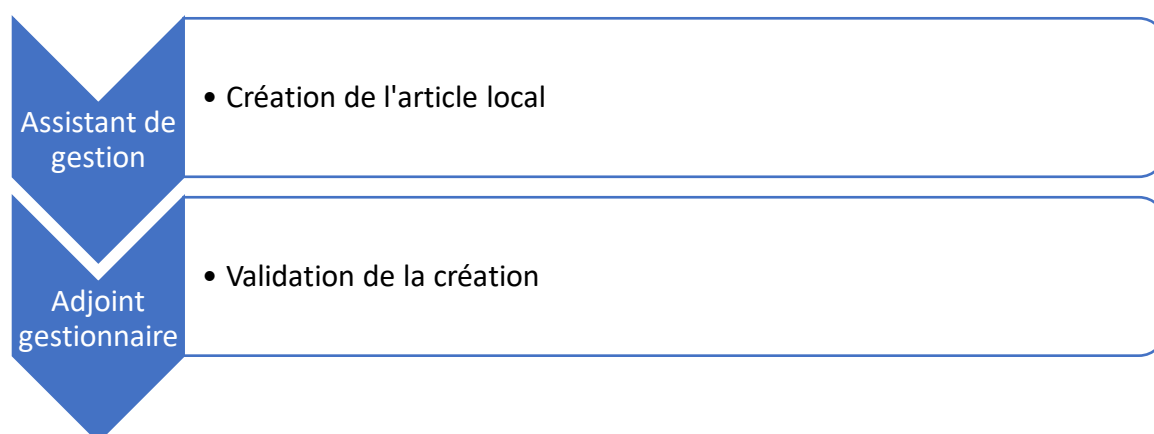 Assistant de
gestion
• Création de l'article local
Adjoint
gestionnaire
• Validation de la création